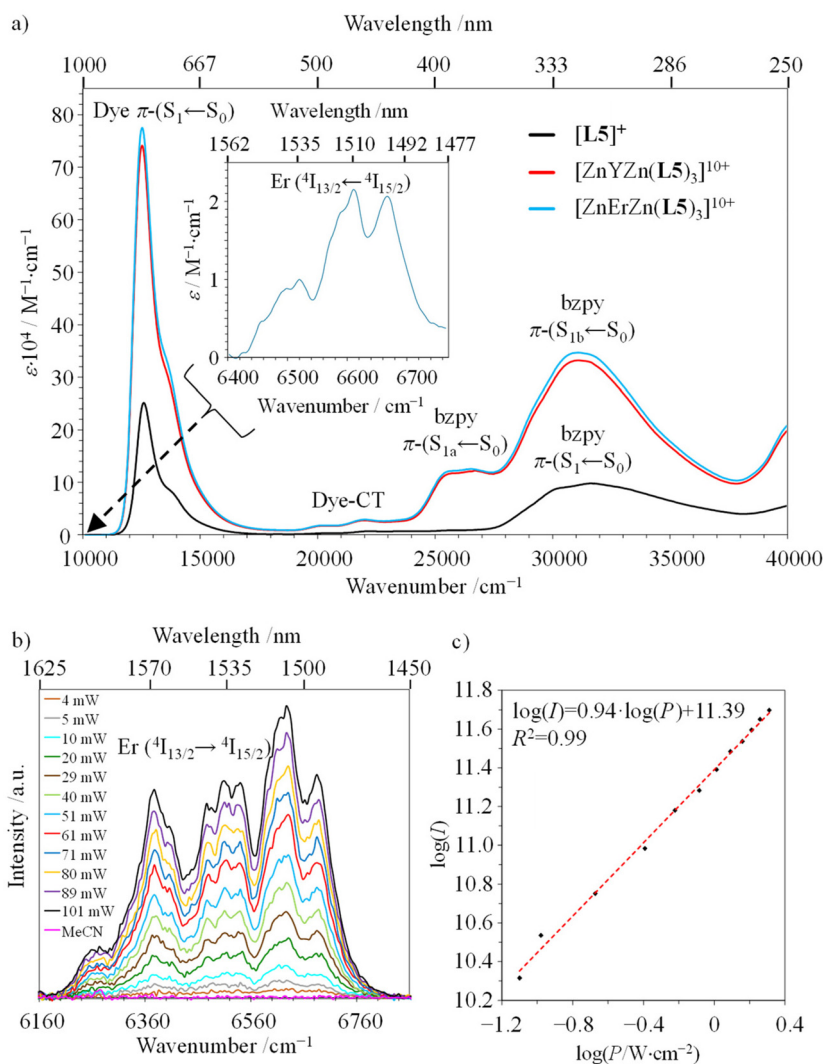 a)
Wavelength /nm
1000 667 500 400 333 286 250
Dye π-(S₁←S₀)
Wavelength /nm
1562 1535 1510 1492 1477
Er (⁴I₁₃/₂←⁴I₁₅/₂)
2
1
0
ε / M⁻¹·cm⁻¹
6400 6500 6600 6700
Wavenumber / cm⁻¹
[L5]⁺
[ZnYZn(L5)₃]¹⁰⁺
[ZnErZn(L5)₃]¹⁰⁺
bzpy
π-(S₁b←S₀)
bzpy
π-(S₁a←S₀)
bzpy
π-(S₁←S₀)
Dye-CT
80
70
60
50
40
30
20
10
0
ε·10⁴ / M⁻¹·cm⁻¹
10000 15000 20000 25000 30000 35000 40000
Wavenumber /cm⁻¹
b)
Wavelength /nm
1625 1570 1535 1500 1450
4 mW
5 mW
10 mW
20 mW
29 mW
40 mW
51 mW
61 mW
71 mW
80 mW
89 mW
101 mW
MeCN
Er (⁴I₁₃/₂→⁴I₁₅/₂)
Intensity /a.u.
6160 6360 6560 6760
Wavenumber /cm⁻¹
c)
log(I)=0.94·log(P)+11.39
R²=0.99
11.8
11.6
11.4
11.2
11.0
10.8
10.6
10.4
10.2
log(I)
−1.2 −0.8 −0.4 0 0.4
log(P/W·cm⁻²)